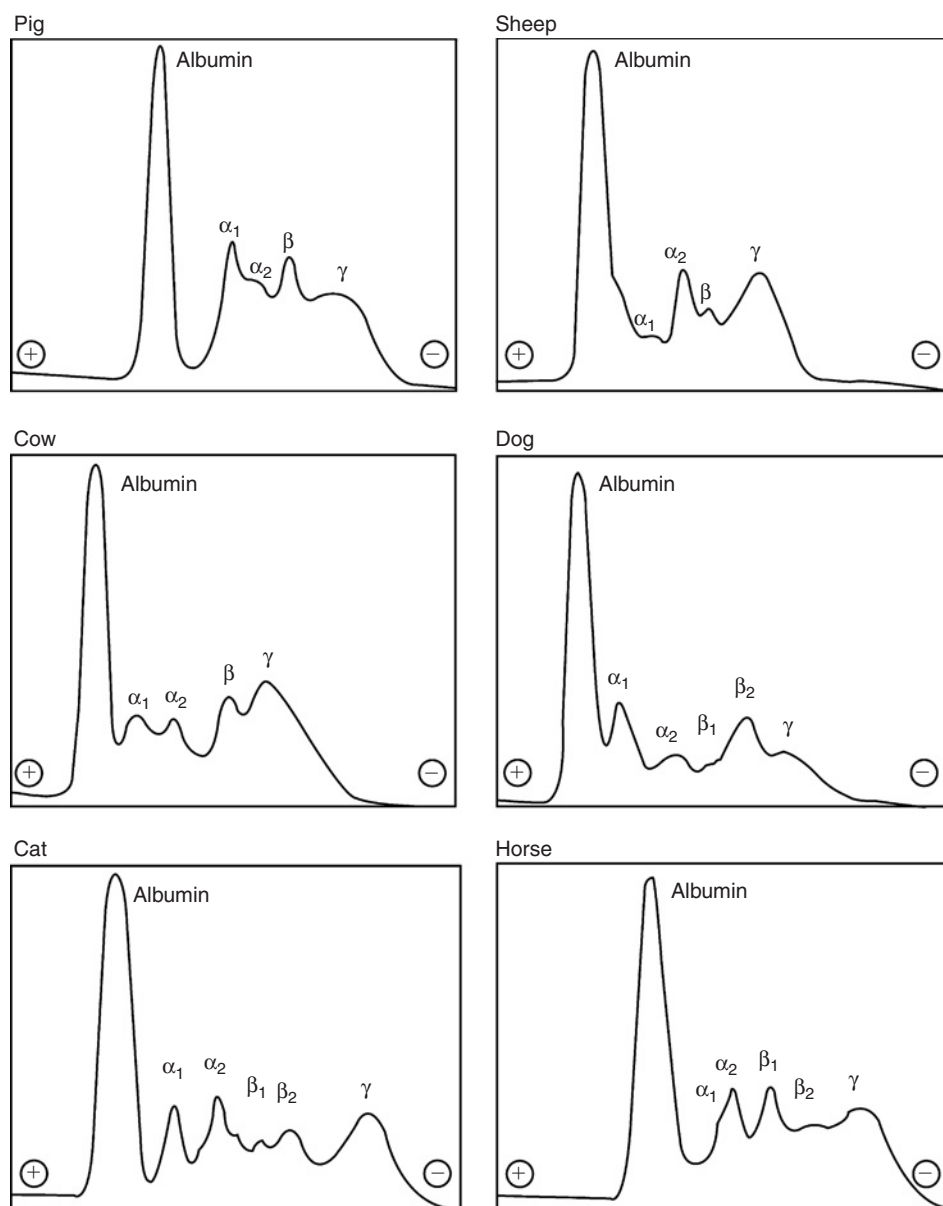 Pig
Albumin
α₁
α₂
β
γ
+
−
Sheep
Albumin
α₁
α₂
β
γ
+
−
Cow
Albumin
α₁
α₂
β
γ
+
−
Dog
Albumin
α₁
α₂
β₁
β₂
γ
+
−
Cat
Albumin
α₁
α₂
β₁
β₂
γ
+
−
Horse
Albumin
α₁
α₂
β₁
β₂
γ
+
−